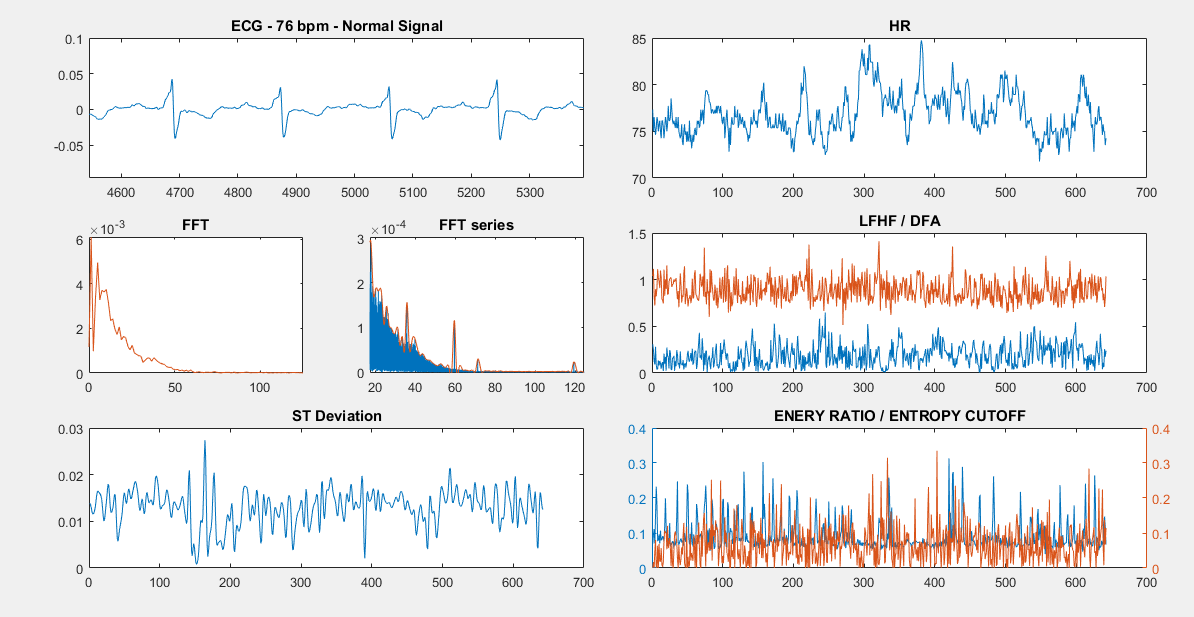 ECG - 76 bpm - Normal Signal
0.1
0.05
0
-0.05
4600 4700 4800 4900 5000 5100 5200 5300
HR
85
80
75
70
0 100 200 300 400 500 600 700
FFT
×10-3
6
4
2
0
0 50 100
FFT series
×10-4
3
2
1
0
20 40 60 80 100 120
LFHF / DFA
1.5
1
0.5
0
0 100 200 300 400 500 600 700
ST Deviation
0.03
0.02
0.01
0
0 100 200 300 400 500 600 700
ENERY RATIO / ENTROPY CUTOFF
0.4 0.4
0.3 0.3
0.2 0.2
0.1 0.1
0 0
0 100 200 300 400 500 600 700